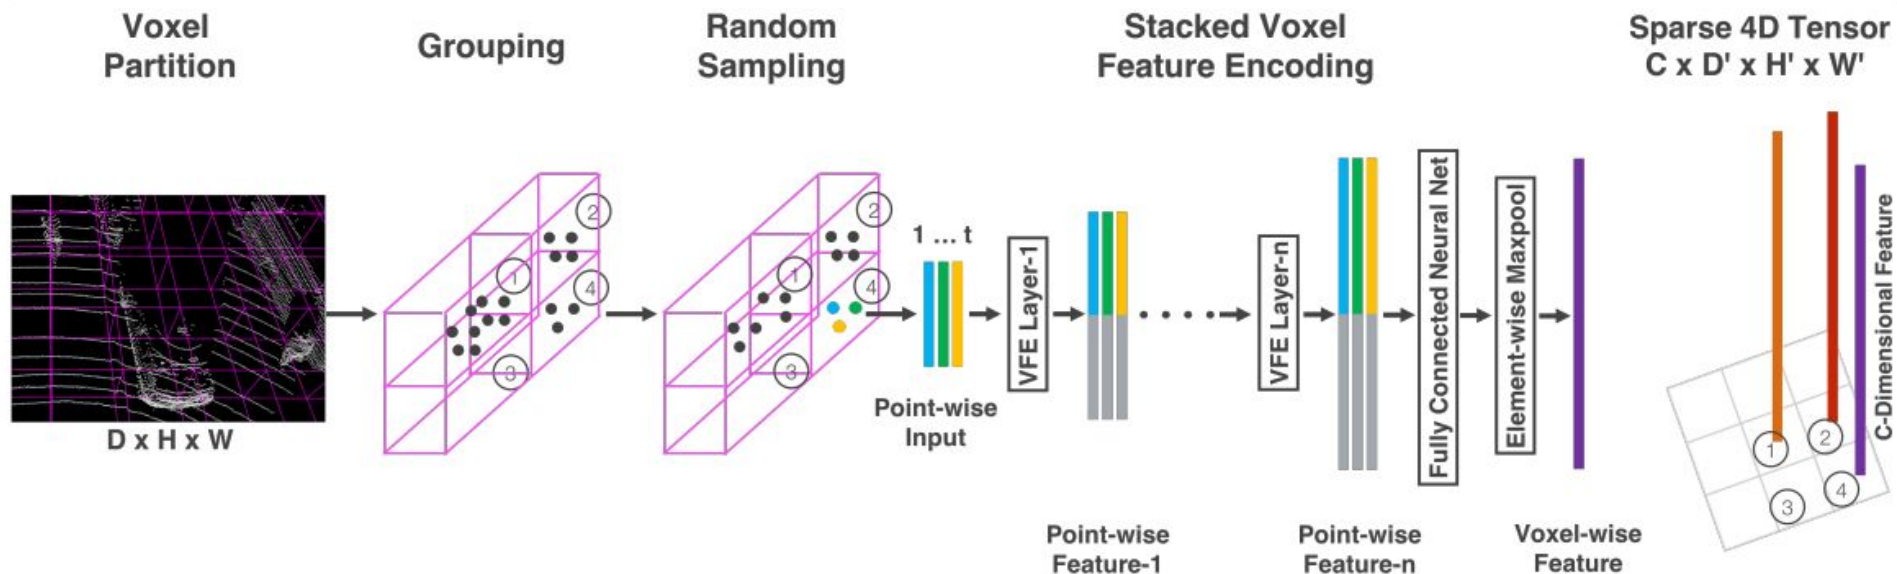 Voxel
Partition
Grouping
Random
Sampling
Stacked Voxel
Feature Encoding
Sparse 4D Tensor
C x D' x H' x W'
D x H x W
1
2
3
4
1
2
3
4
1 ... t
Point-wise
Input
VFE Layer-1
Point-wise
Feature-1
VFE Layer-n
Point-wise
Feature-n
Fully Connected Neural Net
Element-wise Maxpool
Voxel-wise
Feature
C-Dimensional Feature
1
2
3
4